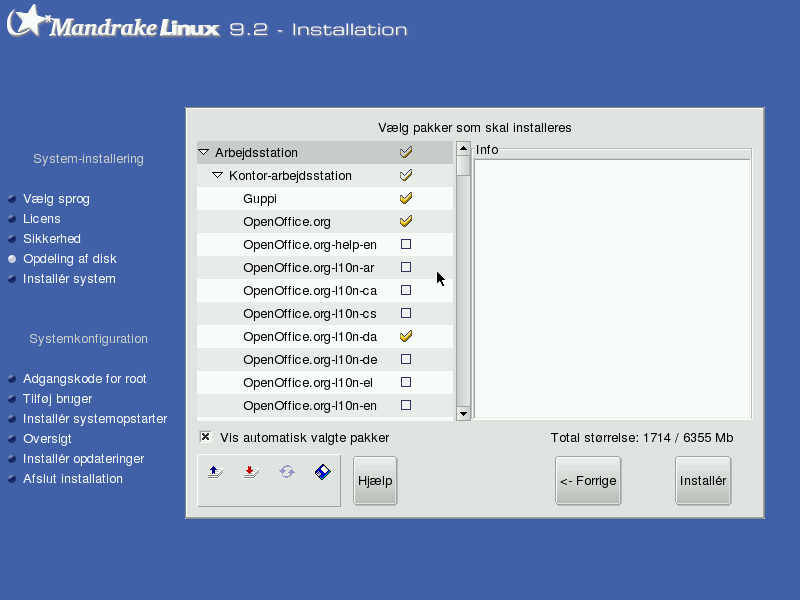 MandrakeLinux 9.2 - Installation
System-installering
Vælg sprog
Licens
Sikkerhed
Opdeling af disk
Installér system
Systemkonfiguration
Adgangskode for root
Tilføj bruger
Installér systemopstarter
Oversigt
Installér opdateringer
Afslut installation
Vælg pakker som skal installeres
Arbejdsstation
Kontor-arbejdsstation
Guppi
OpenOffice.org
OpenOffice.org-help-en
OpenOffice.org-l10n-ar
OpenOffice.org-l10n-ca
OpenOffice.org-l10n-cs
OpenOffice.org-l10n-da
OpenOffice.org-l10n-de
OpenOffice.org-l10n-el
OpenOffice.org-l10n-en
Info
Vis automatisk valgte pakker
Total størrelse: 1714 / 6355 Mb
Hjælp
<- Forrige
Installér